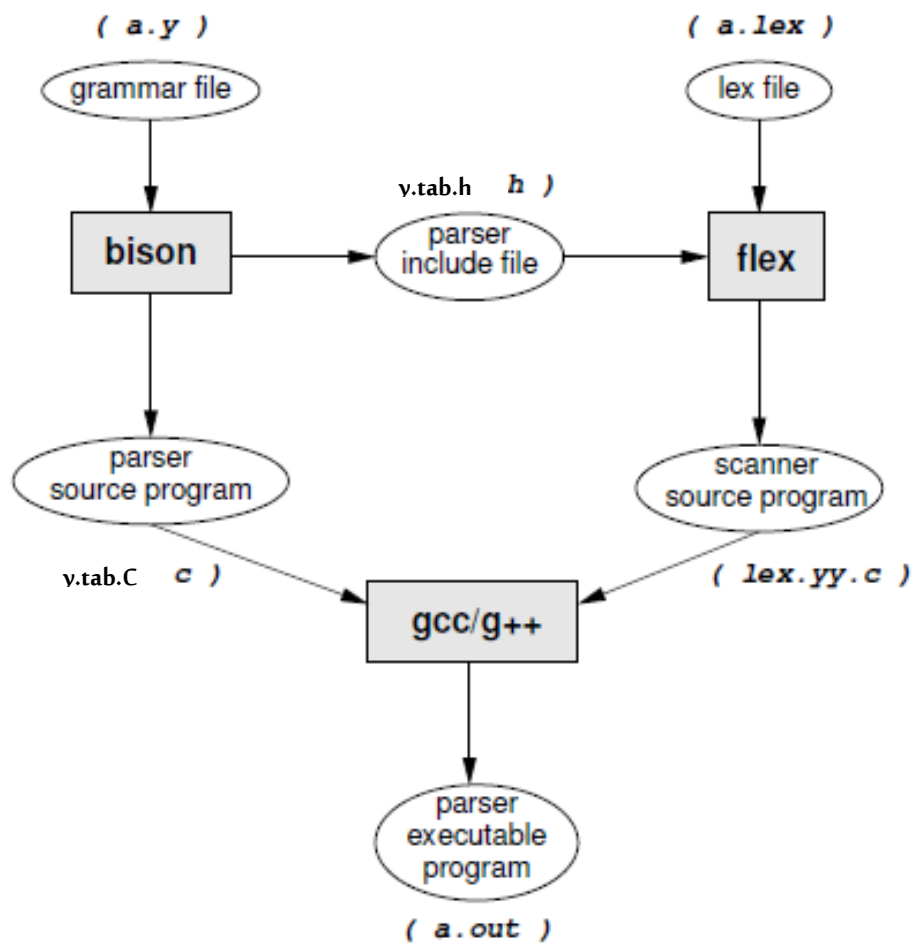 ( a.y )
( a.lex )
grammar file
lex file
y.tab.h h )
bison
parser
include file
flex
parser
source program
scanner
source program
y.tab.C c )
( lex.yy.c )
gcc/g++
parser
executable
program
( a.out )